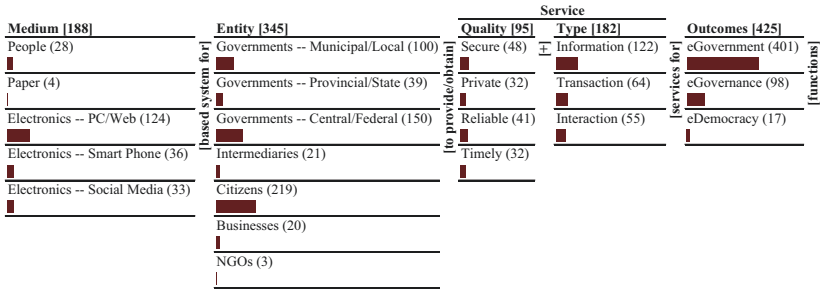 Service
Medium [188]
Entity [345]
Quality [95]
Type [182]
Outcomes [425]
People (28)
Paper (4)
Electronics -- PC/Web (124)
Electronics -- Smart Phone (36)
Electronics -- Social Media (33)
[based system for]
Governments -- Municipal/Local (100)
Governments -- Provincial/State (39)
Governments -- Central/Federal (150)
Intermediaries (21)
Citizens (219)
Businesses (20)
NGOs (3)
[to provide/obtain]
Secure (48)
Private (32)
Reliable (41)
Timely (32)
[+]
Information (122)
Transaction (64)
Interaction (55)
[services for]
eGovernment (401)
eGovernance (98)
eDemocracy (17)
[functions]